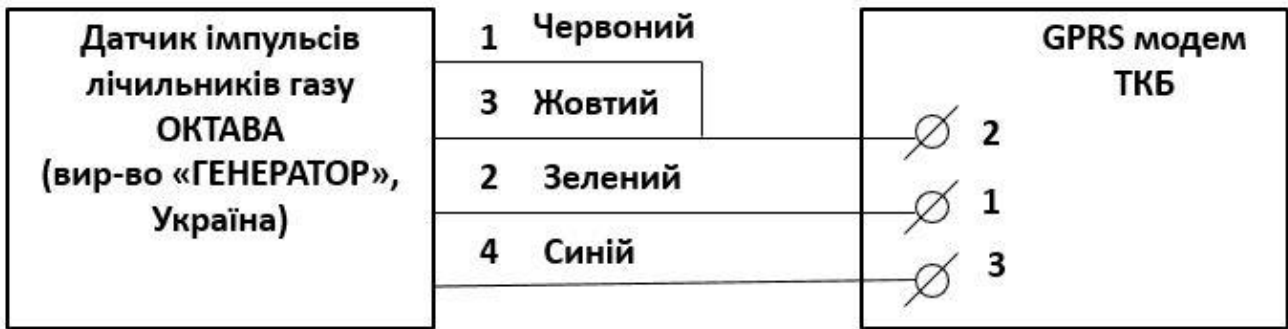 Датчик імпульсів
лічильників газу
ОКТАВА
(вир-во «ГЕНЕРАТОР»,
Україна)
1 Червоний
3 Жовтий
2 Зелений
4 Синій
GPRS модем
ТКБ
2
1
3